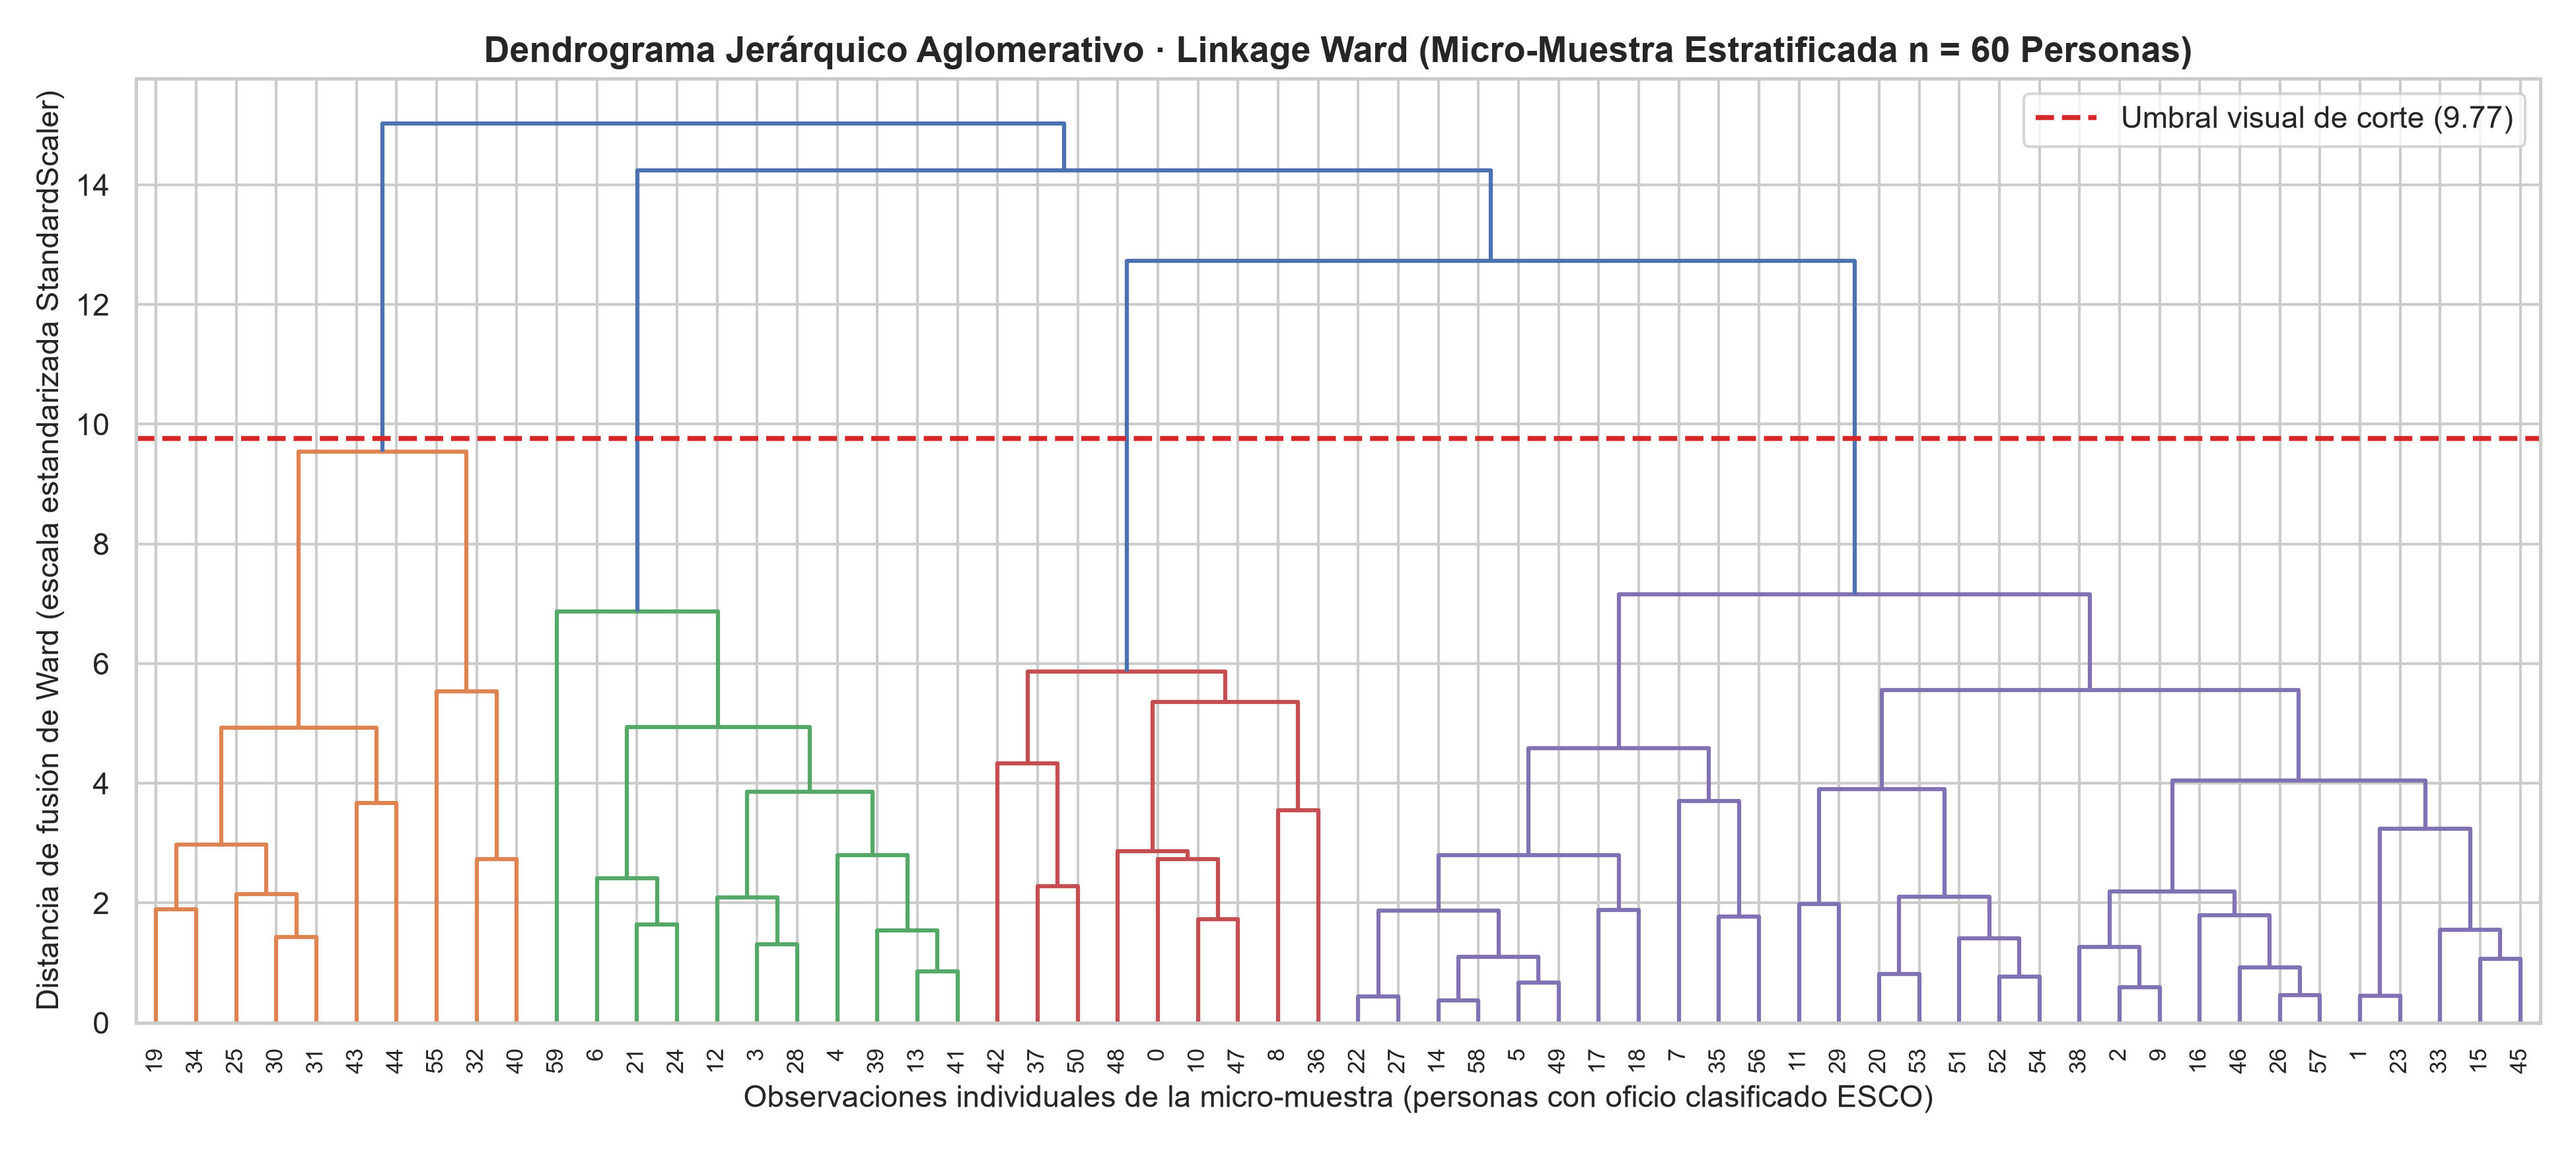 Dendrograma Jerárquico Aglomerativo · Linkage Ward (Micro-Muestra Estratificada n = 60 Personas)
Umbral visual de corte (9.77)
Distancia de fusión de Ward (escala estandarizada StandardScaler)
14
12
10
8
6
4
2
0
19 34 25 30 31 43 44 55 32 40 59 6 21 24 12 3 28 4 39 13 41 42 37 50 48 0 10 47 8 36 22 27 14 58 5 49 17 18 7 35 56 11 29 20 53 51 52 54 38 2 9 16 46 26 57 1 23 33 15 45
Observaciones individuales de la micro-muestra (personas con oficio clasificado ESCO)